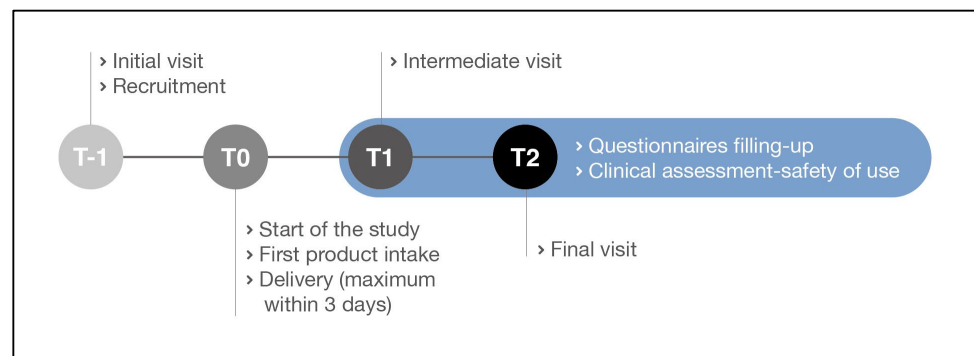 › Initial visit
› Recruitment
› Intermediate visit
T-1
T0
T1
T2
› Questionnaires filling-up
› Clinical assessment-safety of use
› Start of the study
› First product intake
› Delivery (maximum
within 3 days)
› Final visit